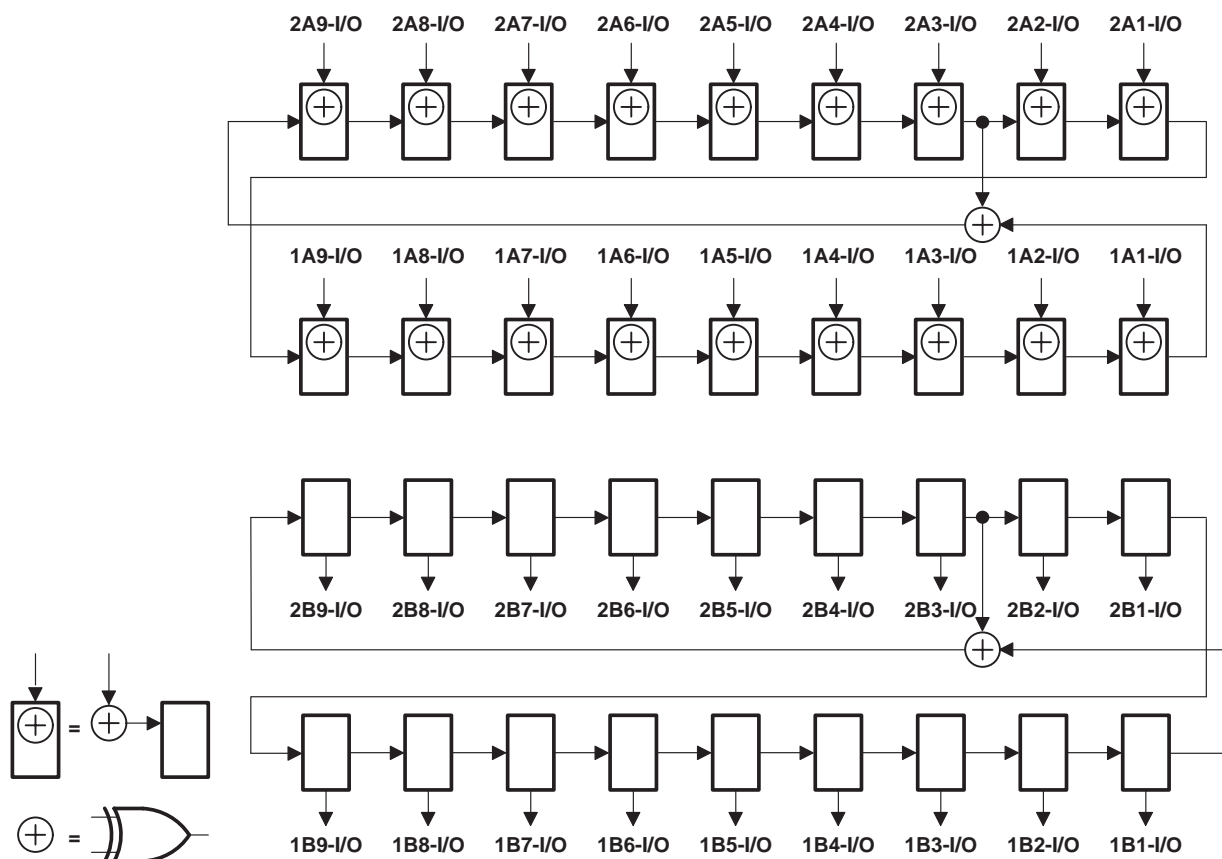 2A9-I/O 2A8-I/O 2A7-I/O 2A6-I/O 2A5-I/O 2A4-I/O 2A3-I/O 2A2-I/O 2A1-I/O
1A9-I/O 1A8-I/O 1A7-I/O 1A6-I/O 1A5-I/O 1A4-I/O 1A3-I/O 1A2-I/O 1A1-I/O
2B9-I/O 2B8-I/O 2B7-I/O 2B6-I/O 2B5-I/O 2B4-I/O 2B3-I/O 2B2-I/O 2B1-I/O
=
=
1B9-I/O 1B8-I/O 1B7-I/O 1B6-I/O 1B5-I/O 1B4-I/O 1B3-I/O 1B2-I/O 1B1-I/O